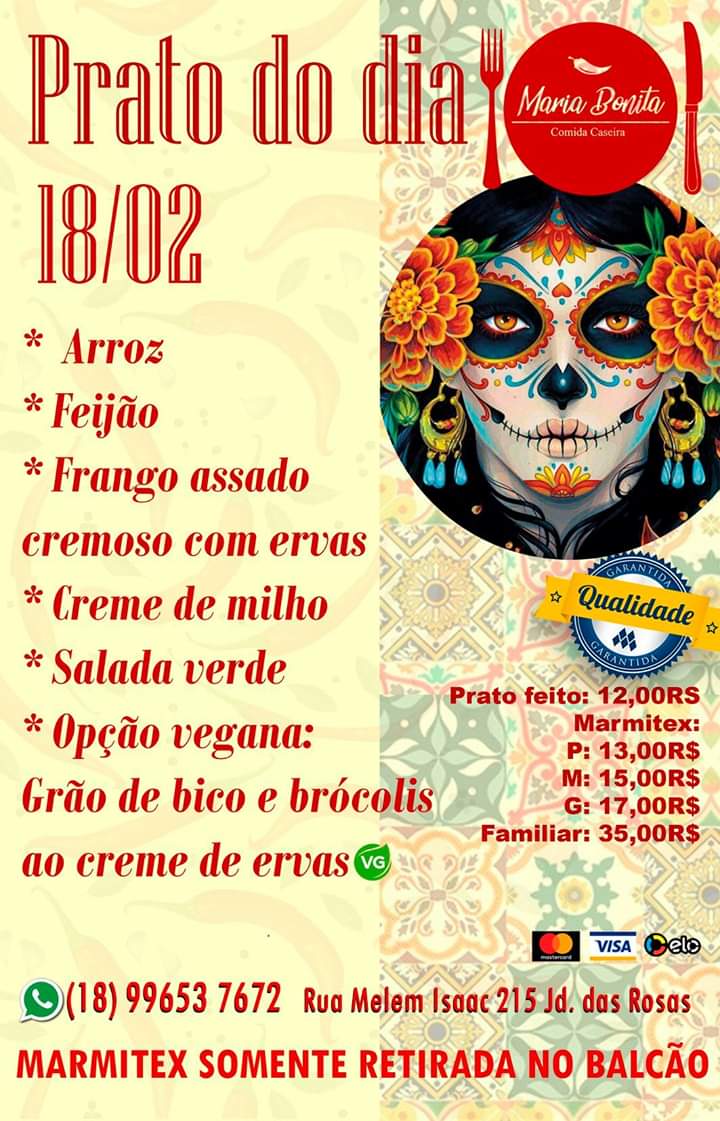 Prato do dia
18/02
Maria Bonita
Comida Caseira
* Arroz
* Feijão
* Frango assado
cremoso com ervas
* Creme de milho
* Salada verde
* Opção vegana:
Grão de bico e brócolis
ao creme de ervas VG
GARANTIDA
Qualidade
GARANTIDA
Prato feito: 12,00RS
Marmitex:
P: 13,00R$
M: 15,00R$
G: 17,00R$
Familiar: 35,00R$
mastercard VISA elo
(18) 99653 7672 Rua Melem Isaac 215 Jd. das Rosas
MARMITEX SOMENTE RETIRADA NO BALCÃO